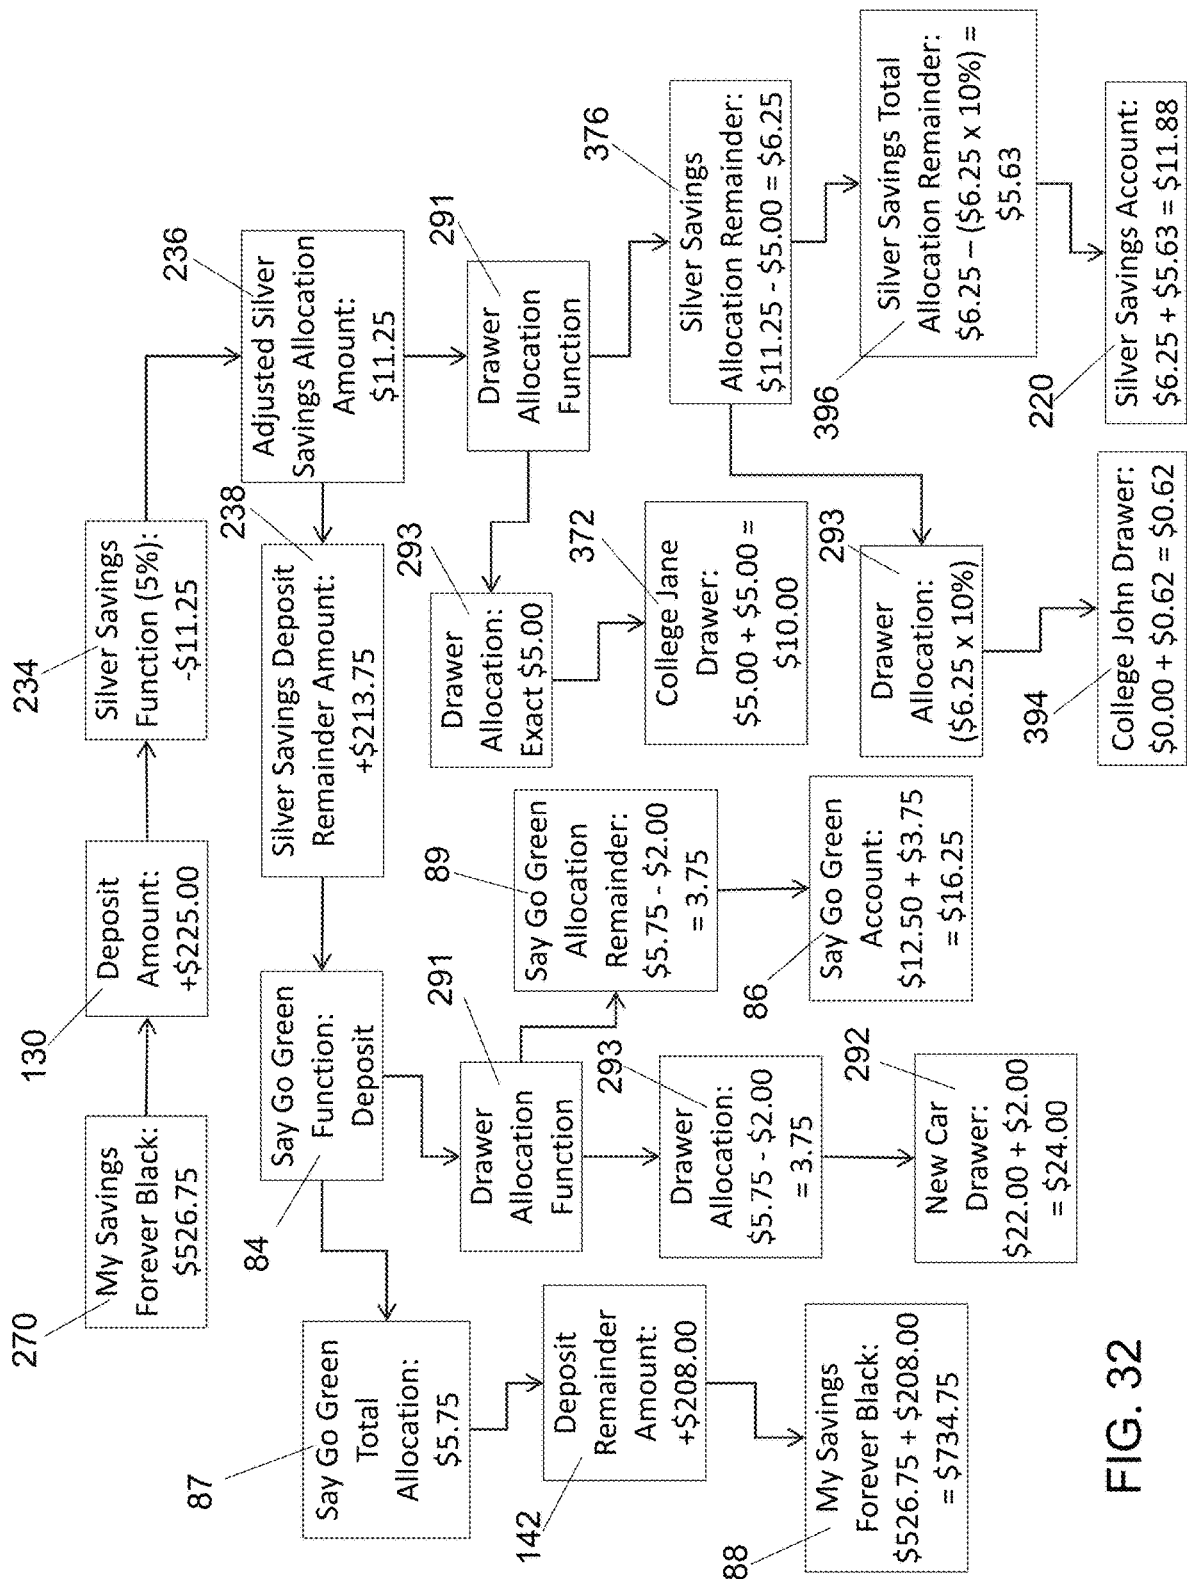 270
My Savings
Forever Black:
$526.75
130
Deposit
Amount:
+$225.00
234
Silver Savings
Function (5%):
-$11.25
236
Adjusted Silver
Savings Allocation
Amount:
$11.25
238
Silver Savings Deposit
Remainder Amount:
+$213.75
84
Say Go Green
Function:
Deposit
87
Say Go Green
Total
Allocation:
$5.75
142
Deposit
Remainder
Amount:
+$208.00
88
My Savings
Forever Black:
$526.75 + $208.00
= $734.75
291
Drawer
Allocation
Function
293
Drawer
Allocation:
$5.75 - $2.00
= 3.75
292
New Car
Drawer:
$22.00 + $2.00
= $24.00
89
Say Go Green
Allocation
Remainder:
$5.75 - $2.00
= 3.75
86
Say Go Green
Account:
$12.50 + $3.75
= $16.25
291
Drawer
Allocation
Function
293
Drawer
Allocation:
Exact $5.00
372
College Jane
Drawer:
$5.00 + $5.00 =
$10.00
376
Silver Savings
Allocation Remainder:
$11.25 - $5.00 = $6.25
293
Drawer
Allocation:
($6.25 x 10%)
394
College John Drawer:
$0.00 + $0.62 = $0.62
396
Silver Savings Total
Allocation Remainder:
$6.25 – ($6.25 x 10%) =
$5.63
220
Silver Savings Account:
$6.25 + $5.63 = $11.88
FIG. 32